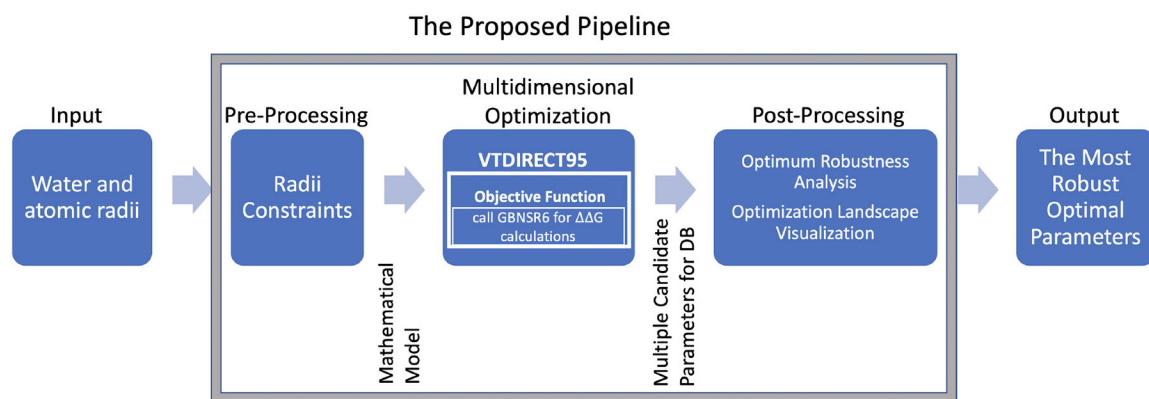 The Proposed Pipeline
Input
Water and
atomic radii
Pre-Processing
Radii
Constraints
Mathematical
Model
Multidimensional
Optimization
VTDIRECT95
Objective Function
call GBNSR6 for ΔΔG
calculations
Multiple Candidate
Parameters for DB
Post-Processing
Optimum Robustness
Analysis
Optimization Landscape
Visualization
Output
The Most
Robust
Optimal
Parameters